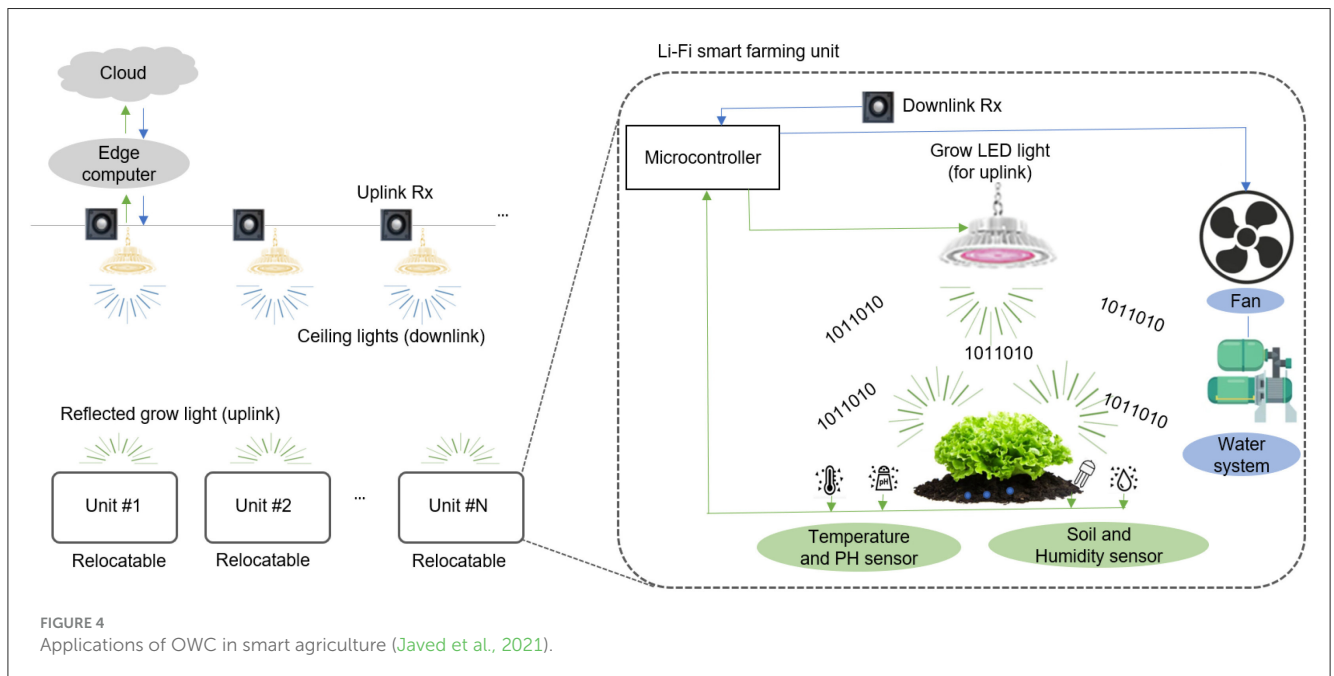 Cloud
Edge
computer
Uplink Rx
...
Ceiling lights (downlink)
Reflected grow light (uplink)
Unit #1
Unit #2
...
Unit #N
Relocatable
Relocatable
Relocatable
Li-Fi smart farming unit
Downlink Rx
Microcontroller
Grow LED light
(for uplink)
1011010
1011010
1011010
1011010
1011010
Fan
Water
system
pH
Temperature
and PH sensor
Soil and
Humidity sensor
FIGURE 4
Applications of OWC in smart agriculture (Javed et al., 2021).